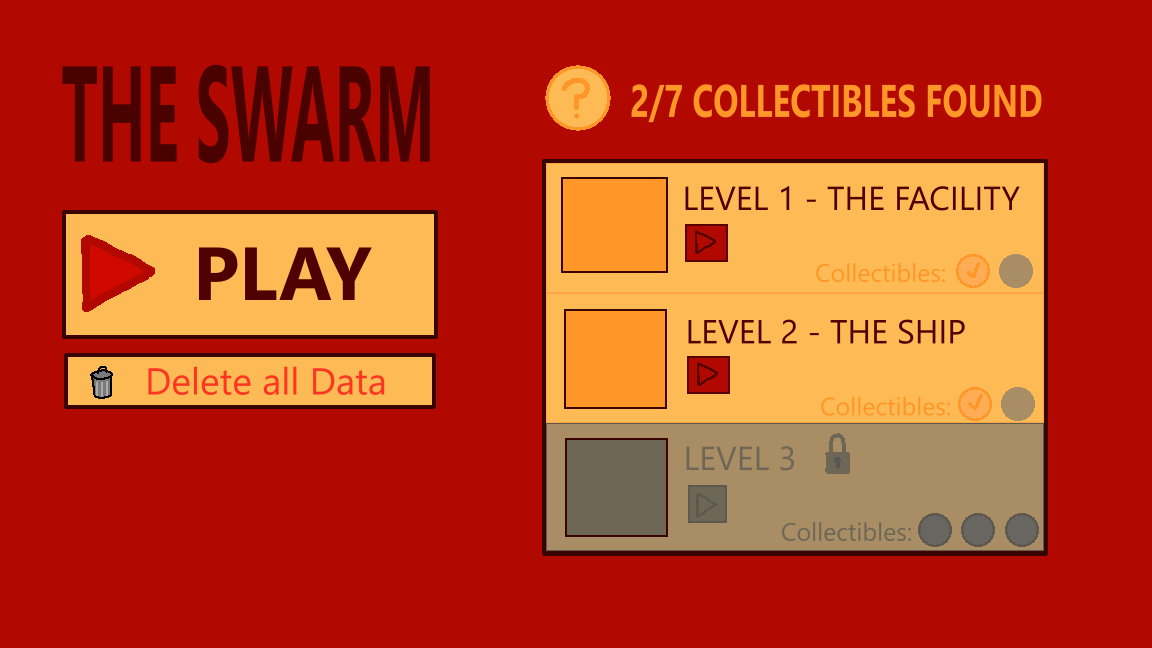 THE SWARM
PLAY
Delete all Data
? 2/7 COLLECTIBLES FOUND
LEVEL 1 - THE FACILITY
Collectibles:
LEVEL 2 - THE SHIP
Collectibles:
LEVEL 3
Collectibles: